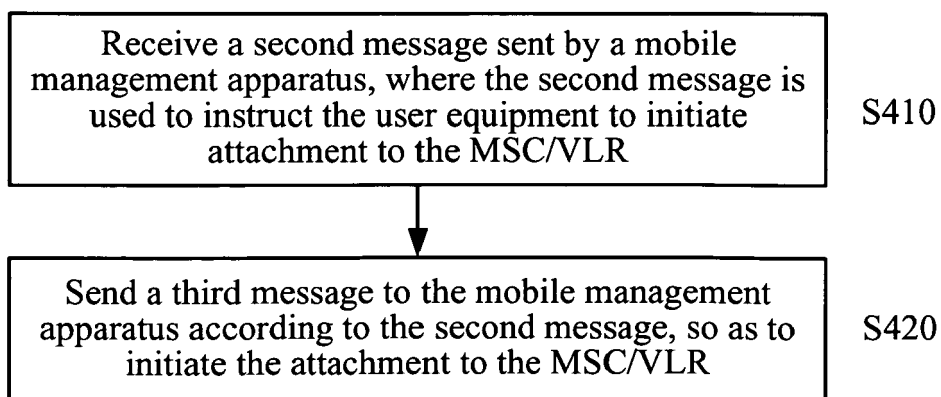 Receive a second message sent by a mobile
management apparatus, where the second message is
used to instruct the user equipment to initiate
attachment to the MSC/VLR
S410
Send a third message to the mobile management
apparatus according to the second message, so as to
initiate the attachment to the MSC/VLR
S420